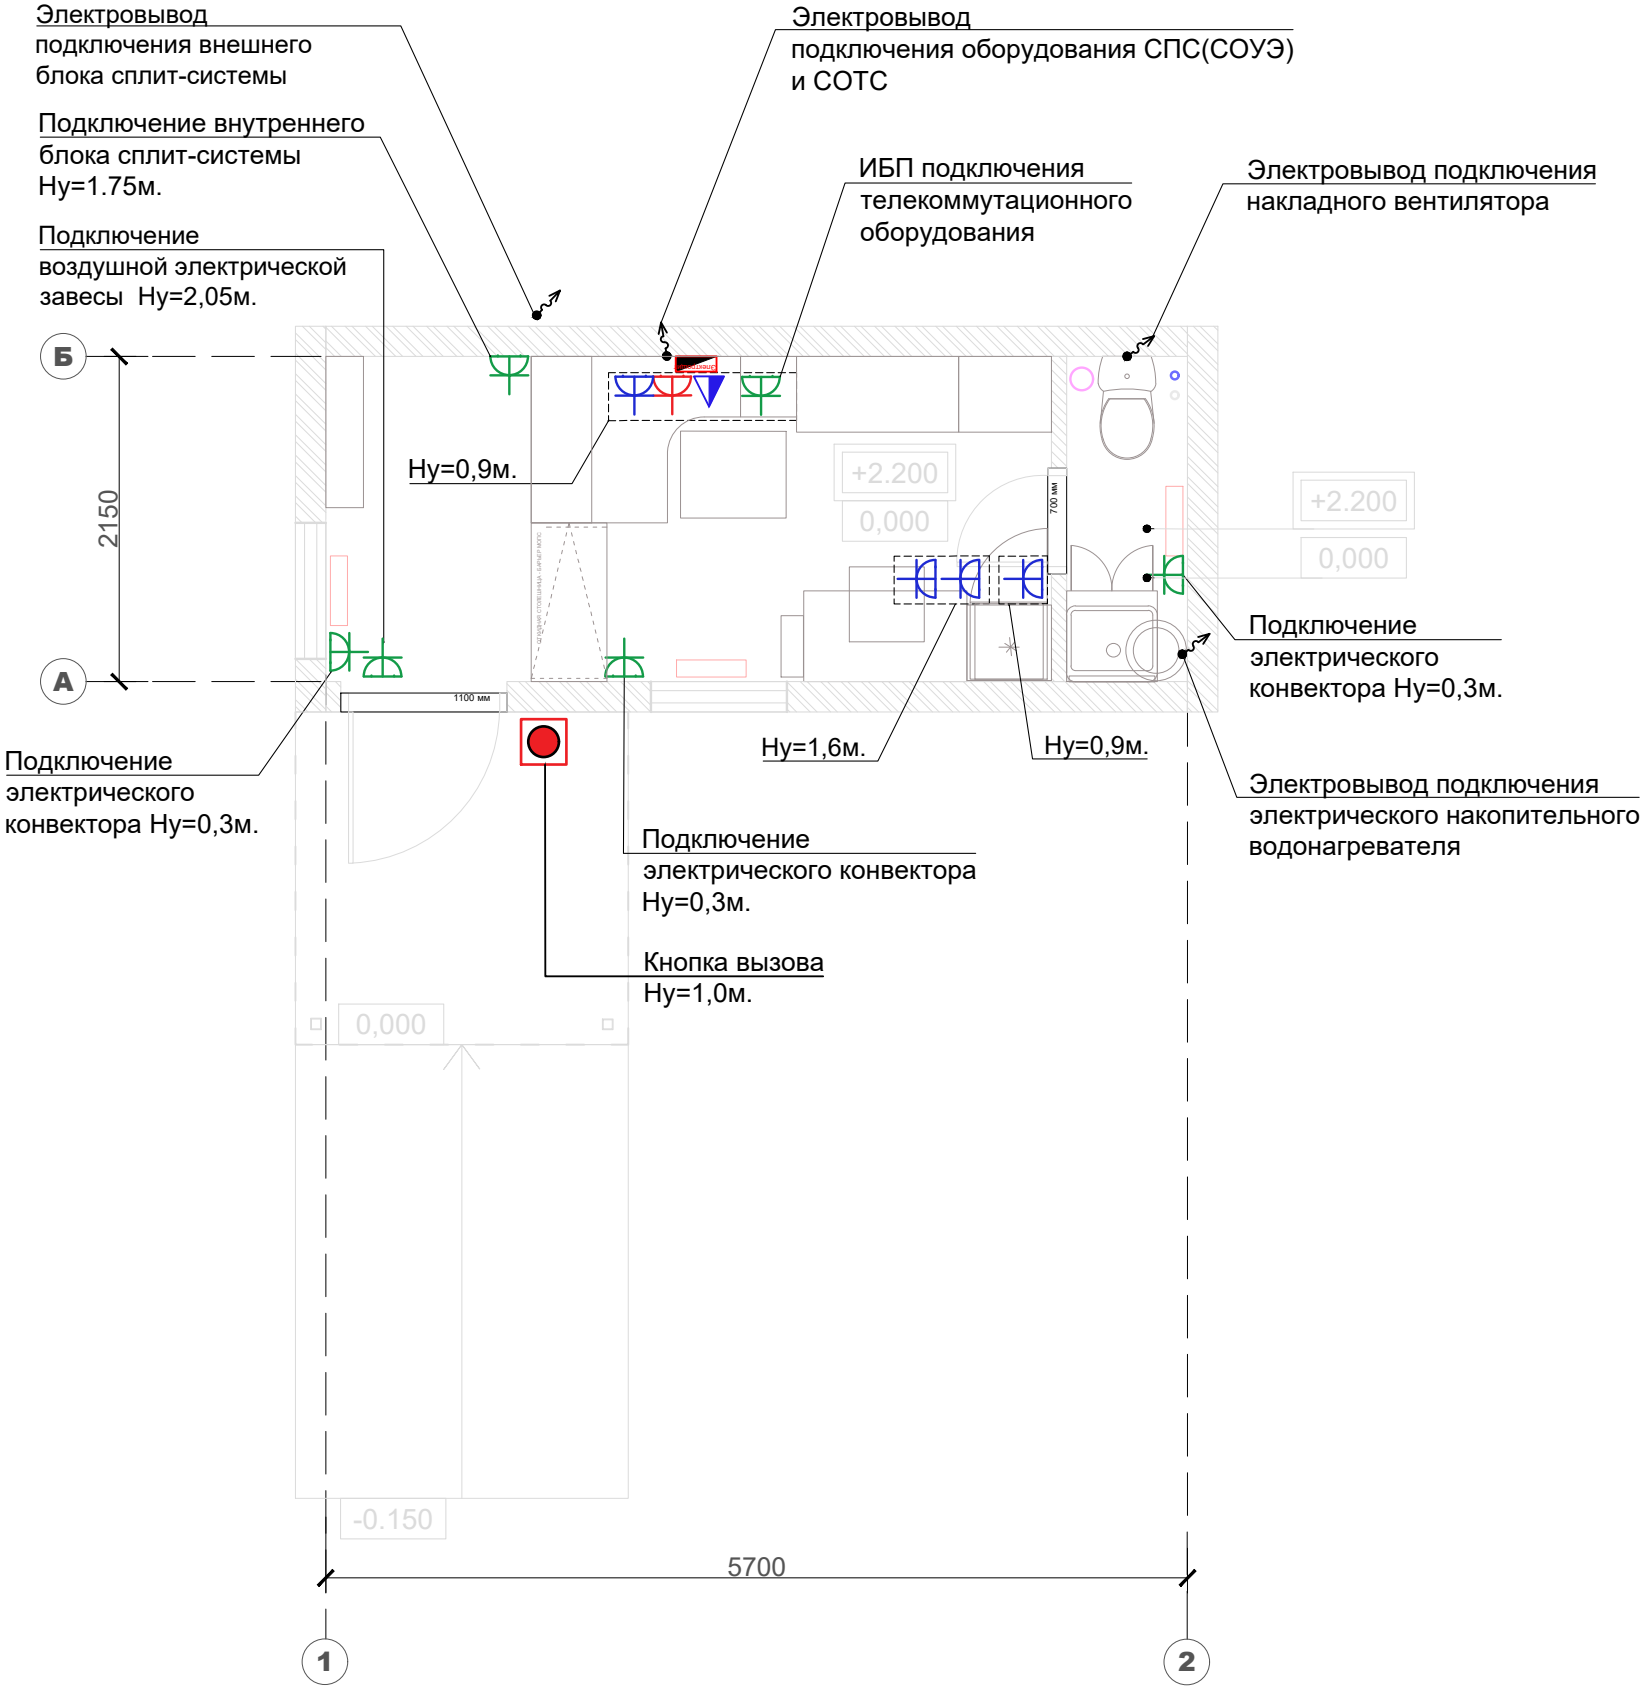 Электровывод
подключения внешнего
блока сплит-системы
Электровывод
подключения оборудования СПС(СОУЭ)
и СОТС
Подключение внутреннего
блока сплит-системы
Ну=1.75м.
ИБП подключения
телекоммутационного
оборудования
Электровывод подключения
накладного вентилятора
Подключение
воздушной электрической
завесы Ну=2,05м.
Б
Ну=0,9м.
+2.200
0,000
700 мм
+2.200
0,000
2150
А
1100 мм
Подключение
электрического
конвектора Ну=0,3м.
Ну=1,6м.
Ну=0,9м.
Подключение
электрического
конвектора Ну=0,3м.
Электровывод подключения
электрического накопительного
водонагревателя
Подключение
электрического конвектора
Ну=0,3м.
Кнопка вызова
Ну=1,0м.
0,000
-0.150
5700
1
2